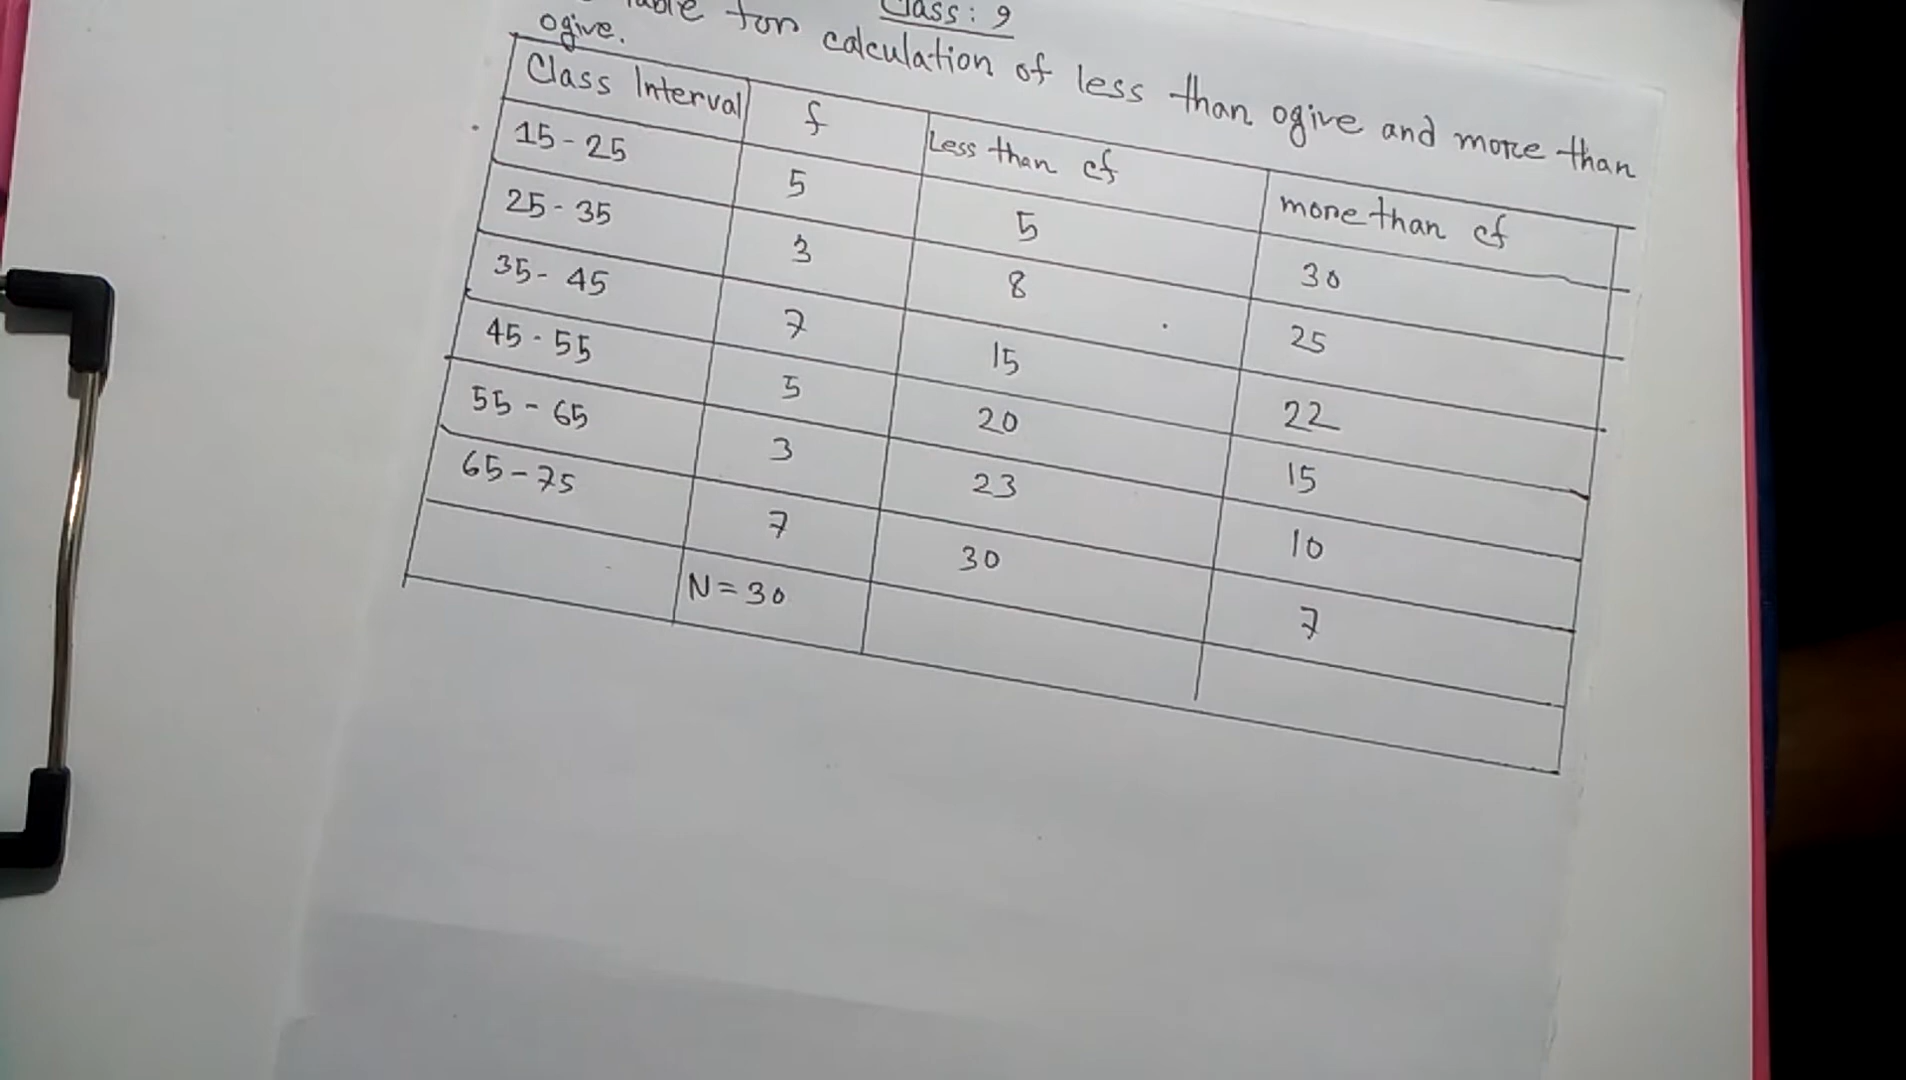 Class: 9
Table for calculation of less than ogive and more than
ogive.
Class Interval f Less than cf more than cf
15-25 5 5 30
25-35 3 8 25
35-45 7 15 22
45-55 5 20 15
55-65 3 23 10
65-75 7 30 7
N=30